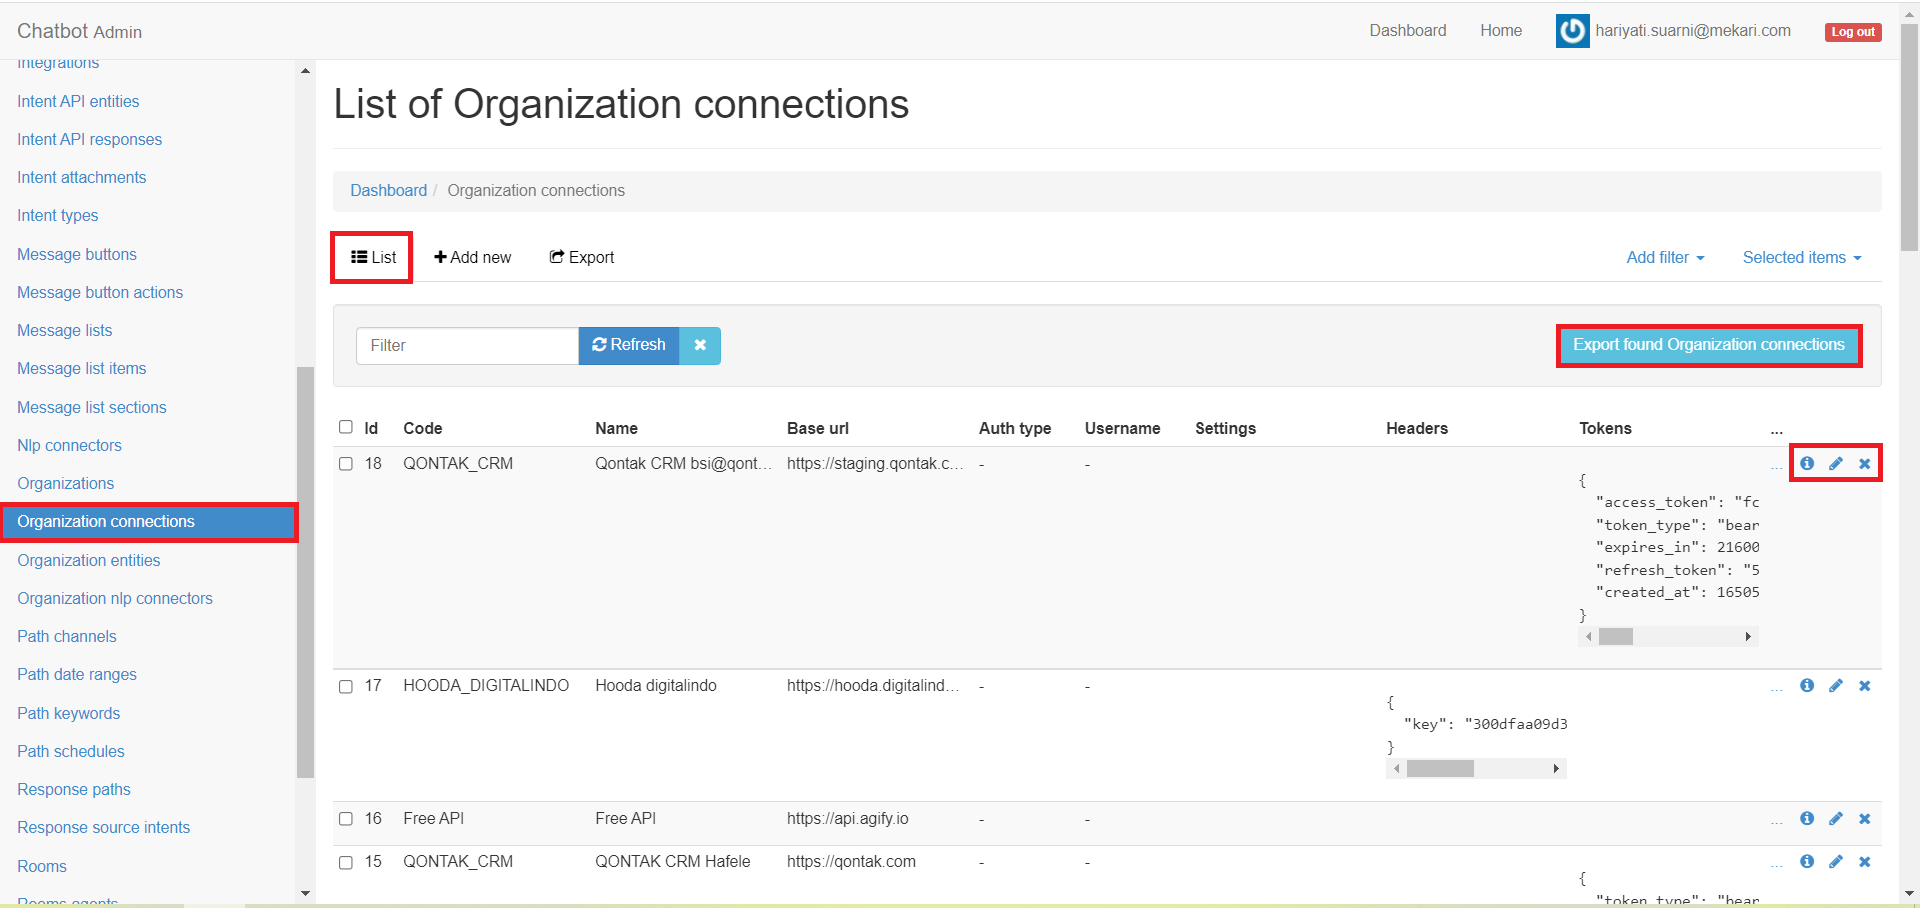 Chatbot Admin
Dashboard
Home
hariyati.suarni@mekari.com
Log out
Integrations
Intent API entities
Intent API responses
Intent attachments
Intent types
Message buttons
Message button actions
Message lists
Message list items
Message list sections
Nlp connectors
Organizations
Organization connections
Organization entities
Organization nlp connectors
Path channels
Path date ranges
Path keywords
Path schedules
Response paths
Response source intents
Rooms
Rooms agents
List of Organization connections
Dashboard / Organization connections
List
Add new
Export
Add filter
Selected items
Filter
Refresh
Export found Organization connections
Id Code Name Base url Auth type Username Settings Headers Tokens ...
18 QONTAK_CRM Qontak CRM bsi@qont... https://staging.qontak.c... - - ...
{
"access_token": "fc
"token_type": "bear
"expires_in": 21600
"refresh_token": "5
"created_at": 16505
}
17 HOODA_DIGITALINDO Hooda digitalindo https://hooda.digitalind... - - ...
{
"key": "300dfaa09d3
}
16 Free API Free API https://api.agify.io - - ...
15 QONTAK_CRM QONTAK CRM Hafele https://qontak.com - - ...
{
"token_type": "bear